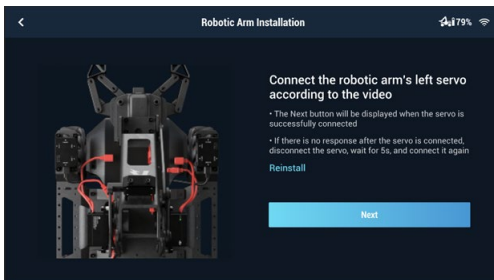 Robotic Arm Installation
79%
Connect the robotic arm's left servo
according to the video
• The Next button will be displayed when the servo is
successfully connected
• If there is no response after the servo is connected,
disconnect the servo, wait for 5s, and connect it again
Reinstall
Next